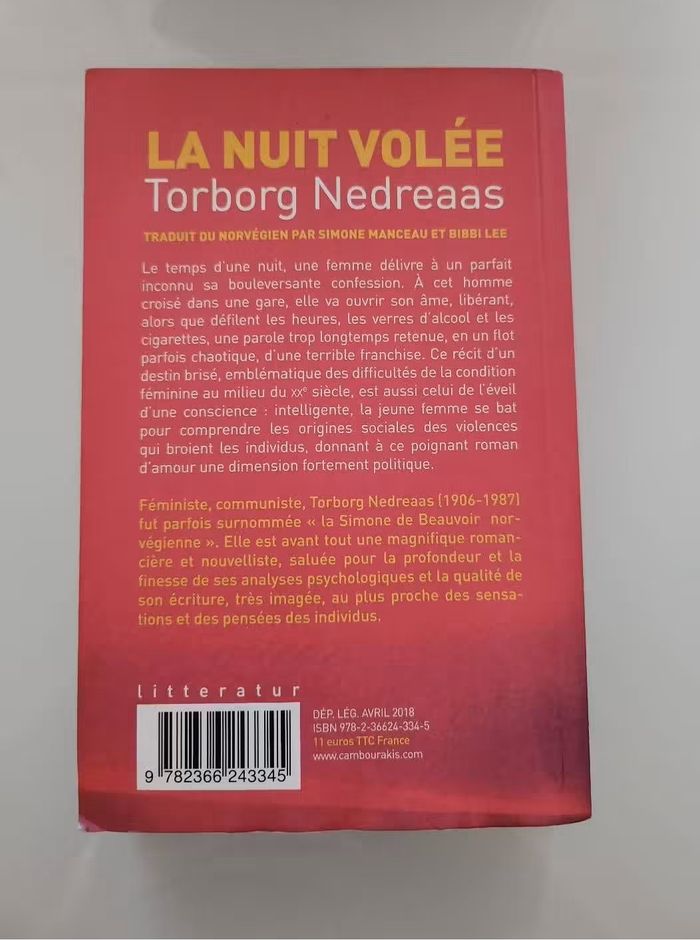 LA NUIT VOLÉE
Torborg Nedreaas
TRADUIT DU NORVÉGIEN PAR SIMONE MANCEAU ET BIBBI LEE
Le temps d'une nuit, une femme délivre à un parfait
inconnu sa bouleversante confession. À cet homme
croisé dans une gare, elle va ouvrir son âme, libérant,
alors que défilent les heures, les verres d'alcool et les
cigarettes, une parole trop longtemps retenue, en un flot
parfois chaotique, d'une terrible franchise. Ce récit d'un
destin brisé, emblématique des difficultés de la condition
féminine au milieu du XXe siècle, est aussi celui de l'éveil
d'une conscience : intelligente, la jeune femme se bat
pour comprendre les origines sociales des violences
qui broient les individus, donnant à ce poignant roman
d'amour une dimension fortement politique.
Féministe, communiste, Torborg Nedreaas (1906-1987)
fut parfois surnommée « la Simone de Beauvoir nor-
végienne ». Elle est avant tout une magnifique roman-
cière et nouvelliste, saluée pour la profondeur et la
finesse de ses analyses psychologiques et la qualité de
son écriture, très imagée, au plus proche des sensa-
tions et des pensées des individus.
litteratur
DÉP. LÉG. AVRIL 2018
ISBN 978-2-36624-334-5
11 euros TTC France
www.cambourakis.com
9 782366 243345